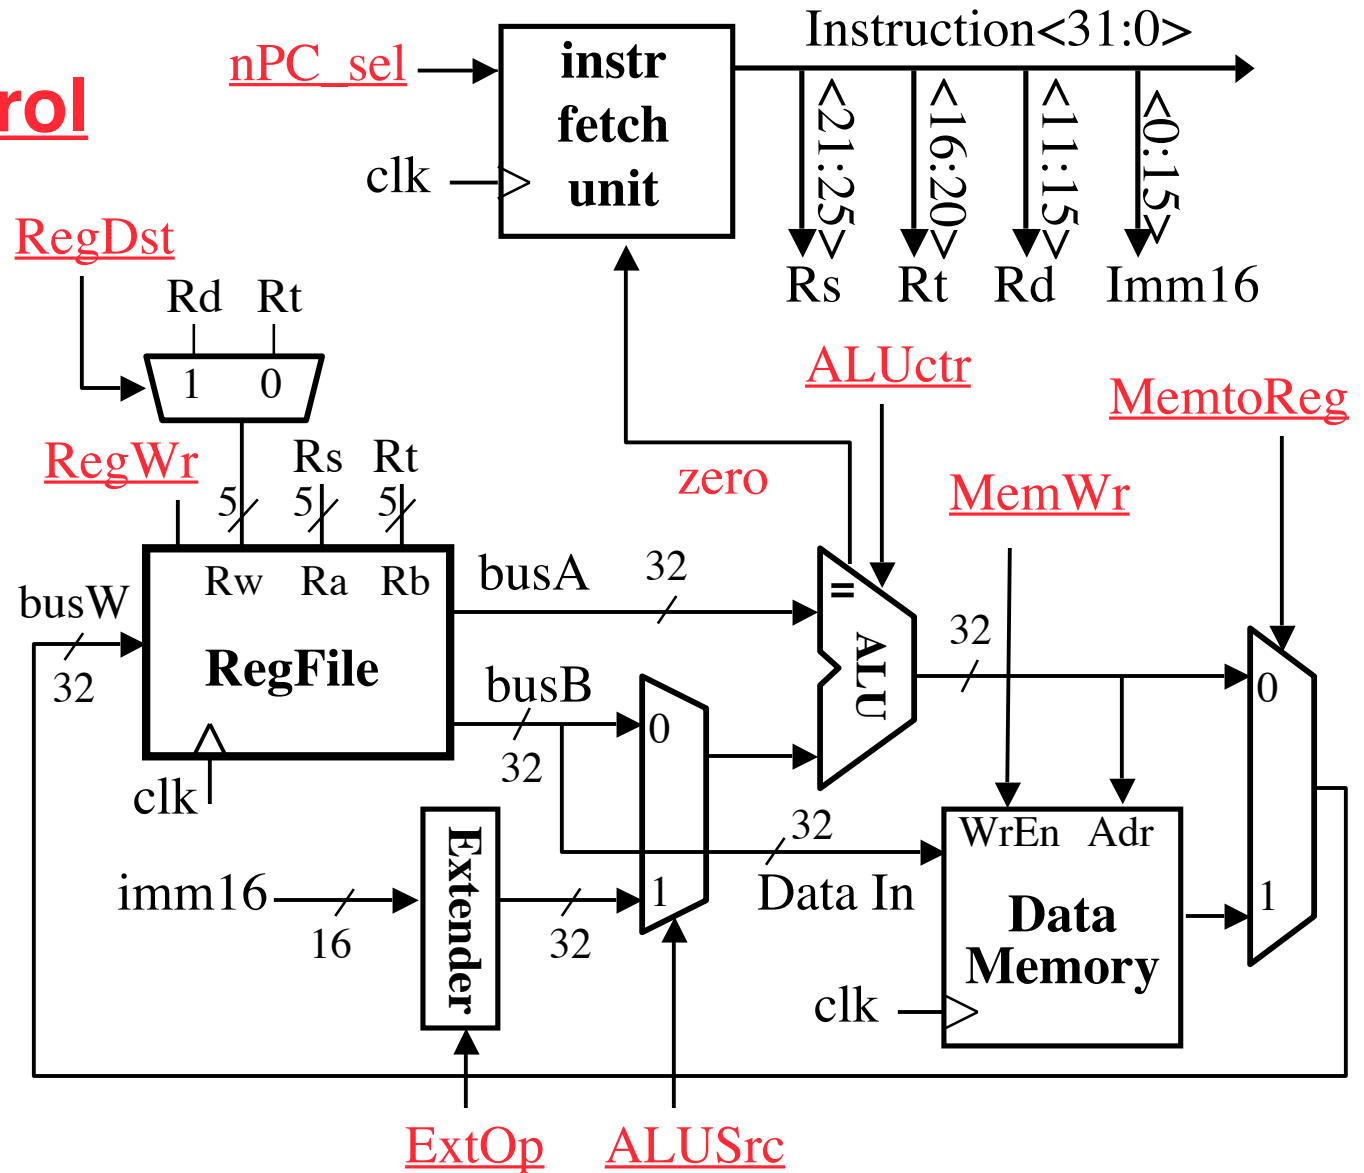 Instruction<31:0>
nPC_sel
instr
fetch
unit
rol
clk
<21:25>
<16:20>
<11:15>
<0:15>
RegDst
Rs
Rt
Rd
Imm16
Rd
Rt
1
0
ALUctr
MemtoReg
RegWr
Rs
Rt
zero
MemWr
5
5
5
Rw
Ra
Rb
busA
32
=
busW
32
RegFile
busB
32
ALU
32
0
0
clk
32
WrEn
Adr
Extender
imm16
16
32
1
Data In
Data
Memory
1
clk
ExtOp
ALUSrc